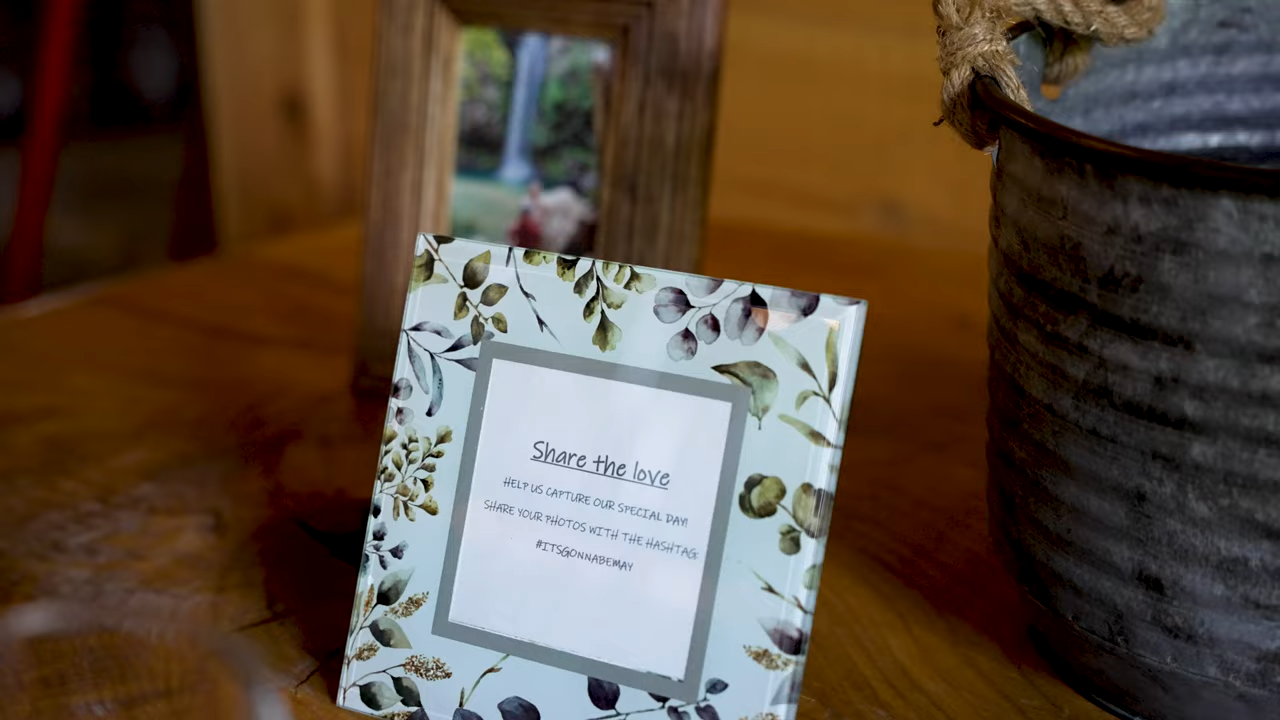 Share the love
HELP US CAPTURE OUR SPECIAL DAY!
SHARE YOUR PHOTOS WITH THE HASHTAG:
#ITSGONNABEMAY